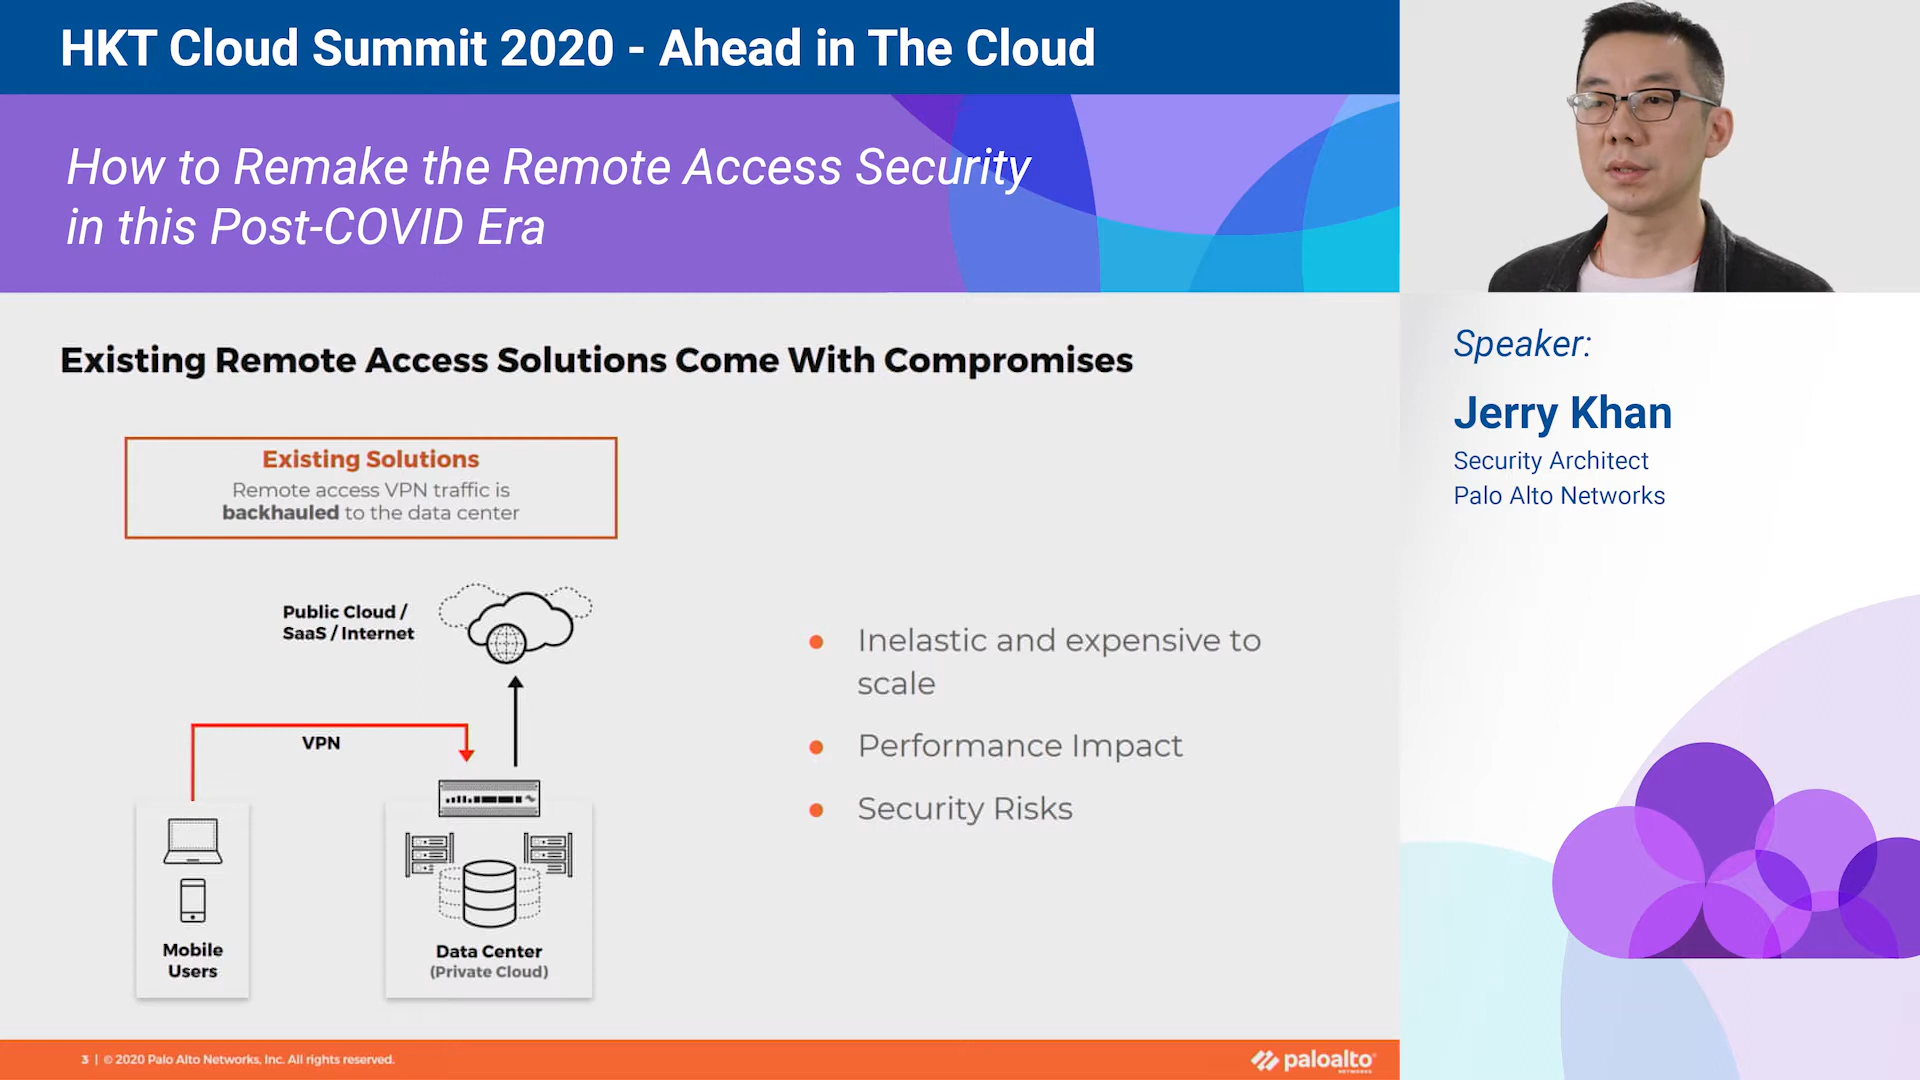 HKT Cloud Summit 2020 - Ahead in The Cloud
How to Remake the Remote Access Security
in this Post-COVID Era
Speaker:
Jerry Khan
Security Architect
Palo Alto Networks
Existing Remote Access Solutions Come With Compromises
Existing Solutions
Remote access VPN traffic is
backhauled to the data center
Public Cloud /
SaaS / Internet
VPN
Mobile
Users
Data Center
(Private Cloud)
● Inelastic and expensive to
scale
● Performance Impact
● Security Risks
3 | © 2020 Palo Alto Networks, Inc. All rights reserved.
paloalto
NETWORKS